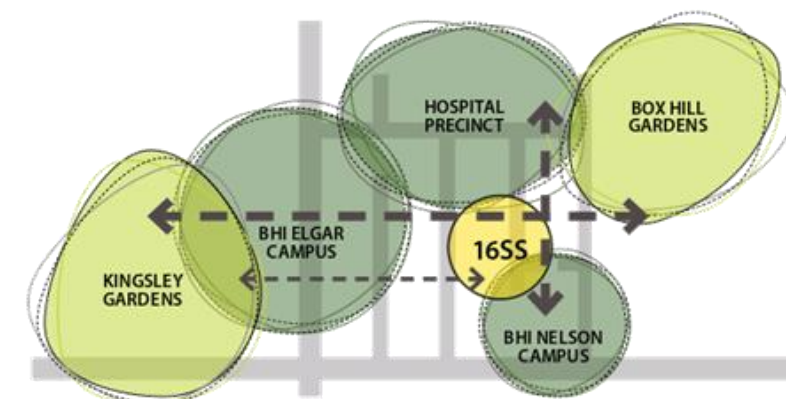 HOSPITAL
PRECINCT
BOX HILL
GARDENS
BHI ELGAR
CAMPUS
16SS
KINGSLEY
GARDENS
BHI NELSON
CAMPUS